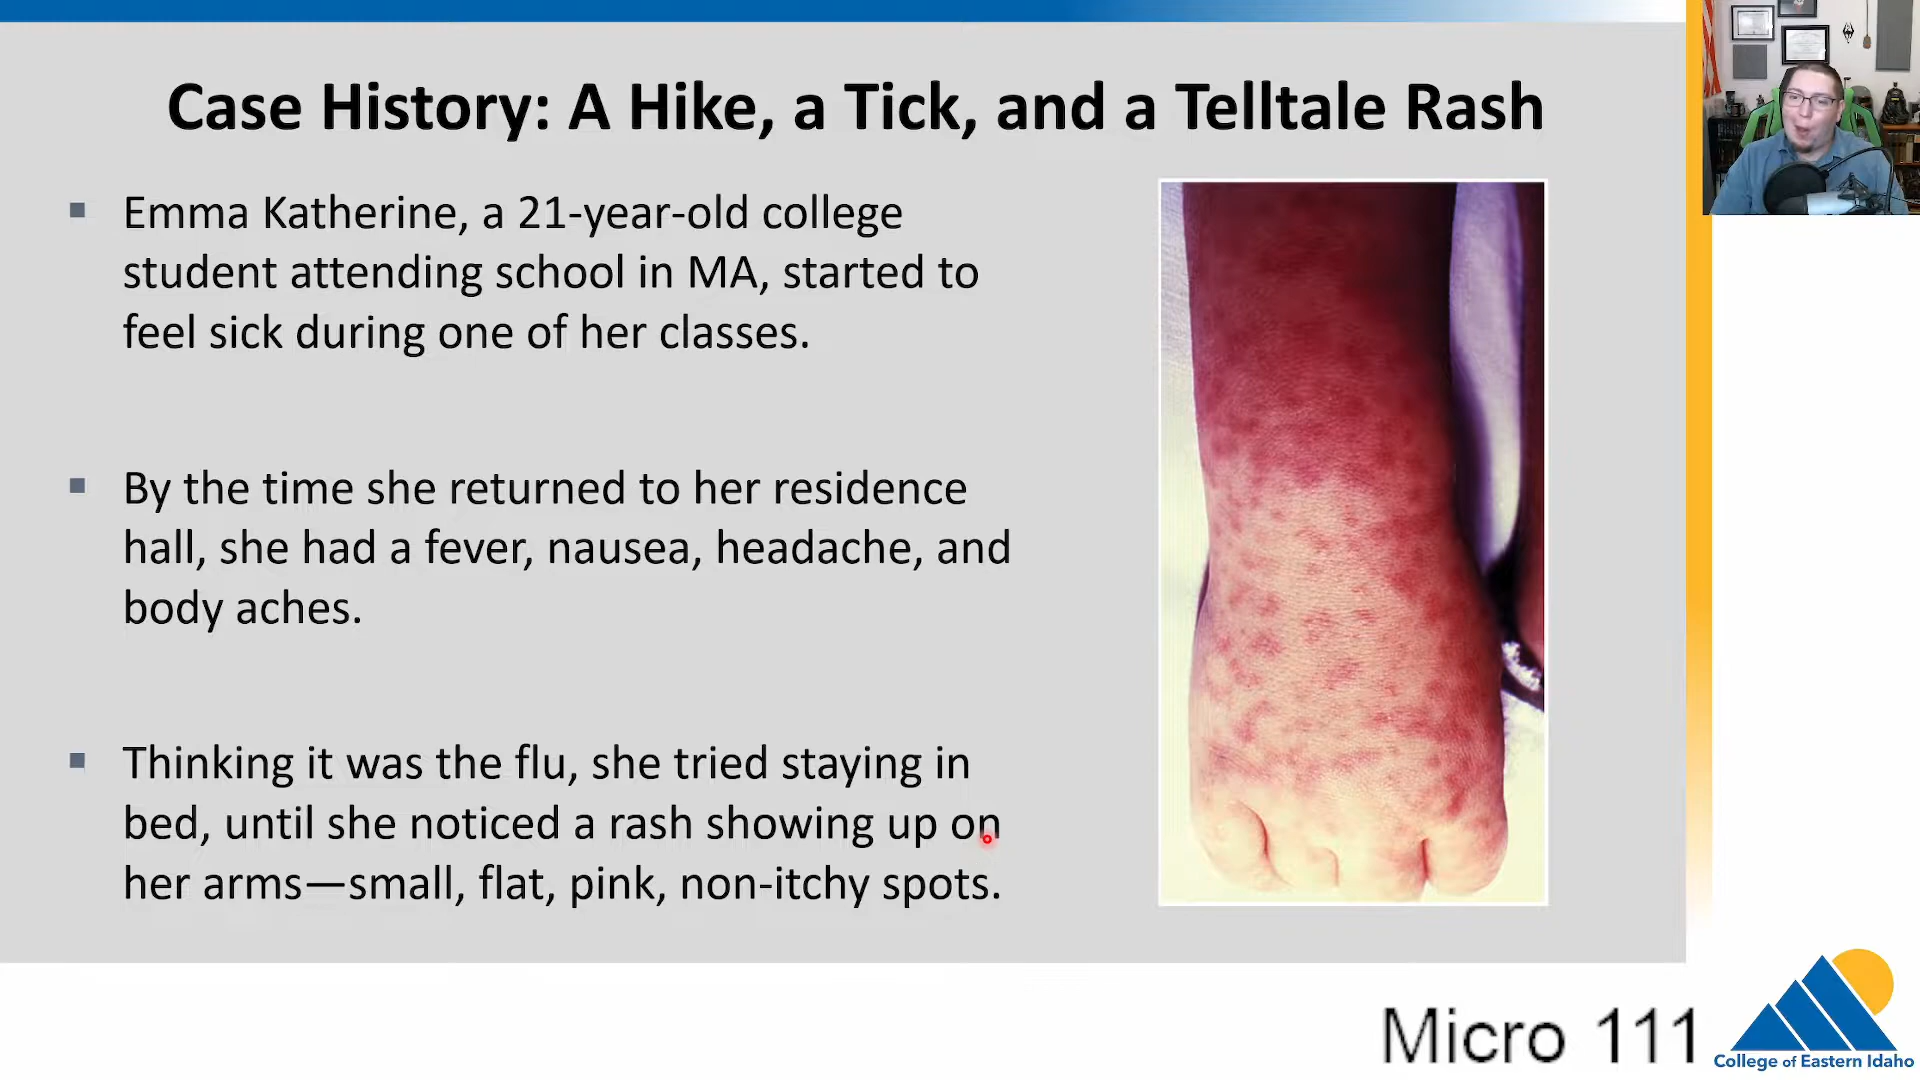 Case History: A Hike, a Tick, and a Telltale Rash
▪ Emma Katherine, a 21-year-old college
student attending school in MA, started to
feel sick during one of her classes.
▪ By the time she returned to her residence
hall, she had a fever, nausea, headache, and
body aches.
▪ Thinking it was the flu, she tried staying in
bed, until she noticed a rash showing up on
her arms—small, flat, pink, non-itchy spots.
Micro 111
College of Eastern Idaho